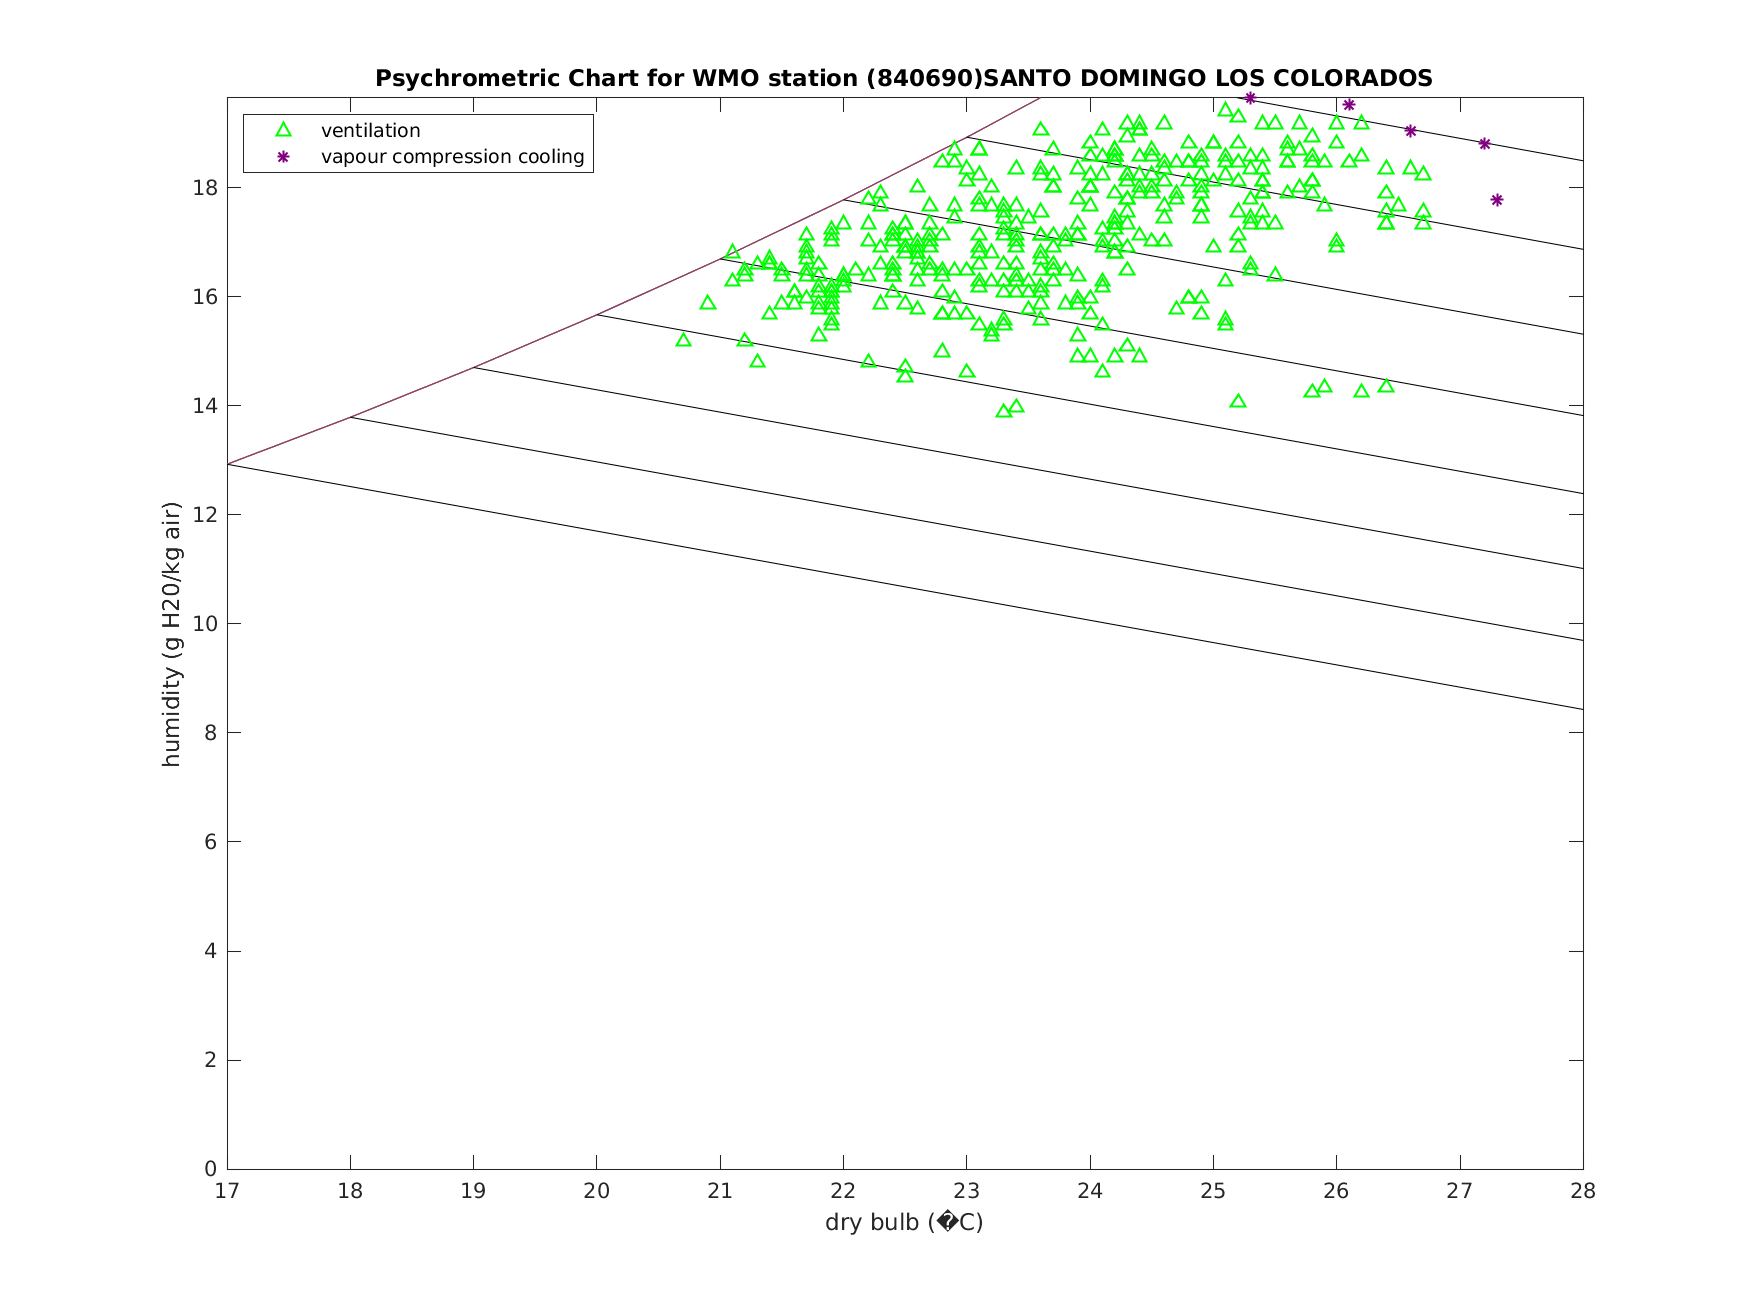 Psychrometric Chart for WMO station (840690)SANTO DOMINGO LOS COLORADOS
ventilation
vapour compression cooling
18
16
14
12
10
8
6
4
2
0
humidity (g H20/kg air)
17 18 19 20 21 22 23 24 25 26 27 28
dry bulb (�C)